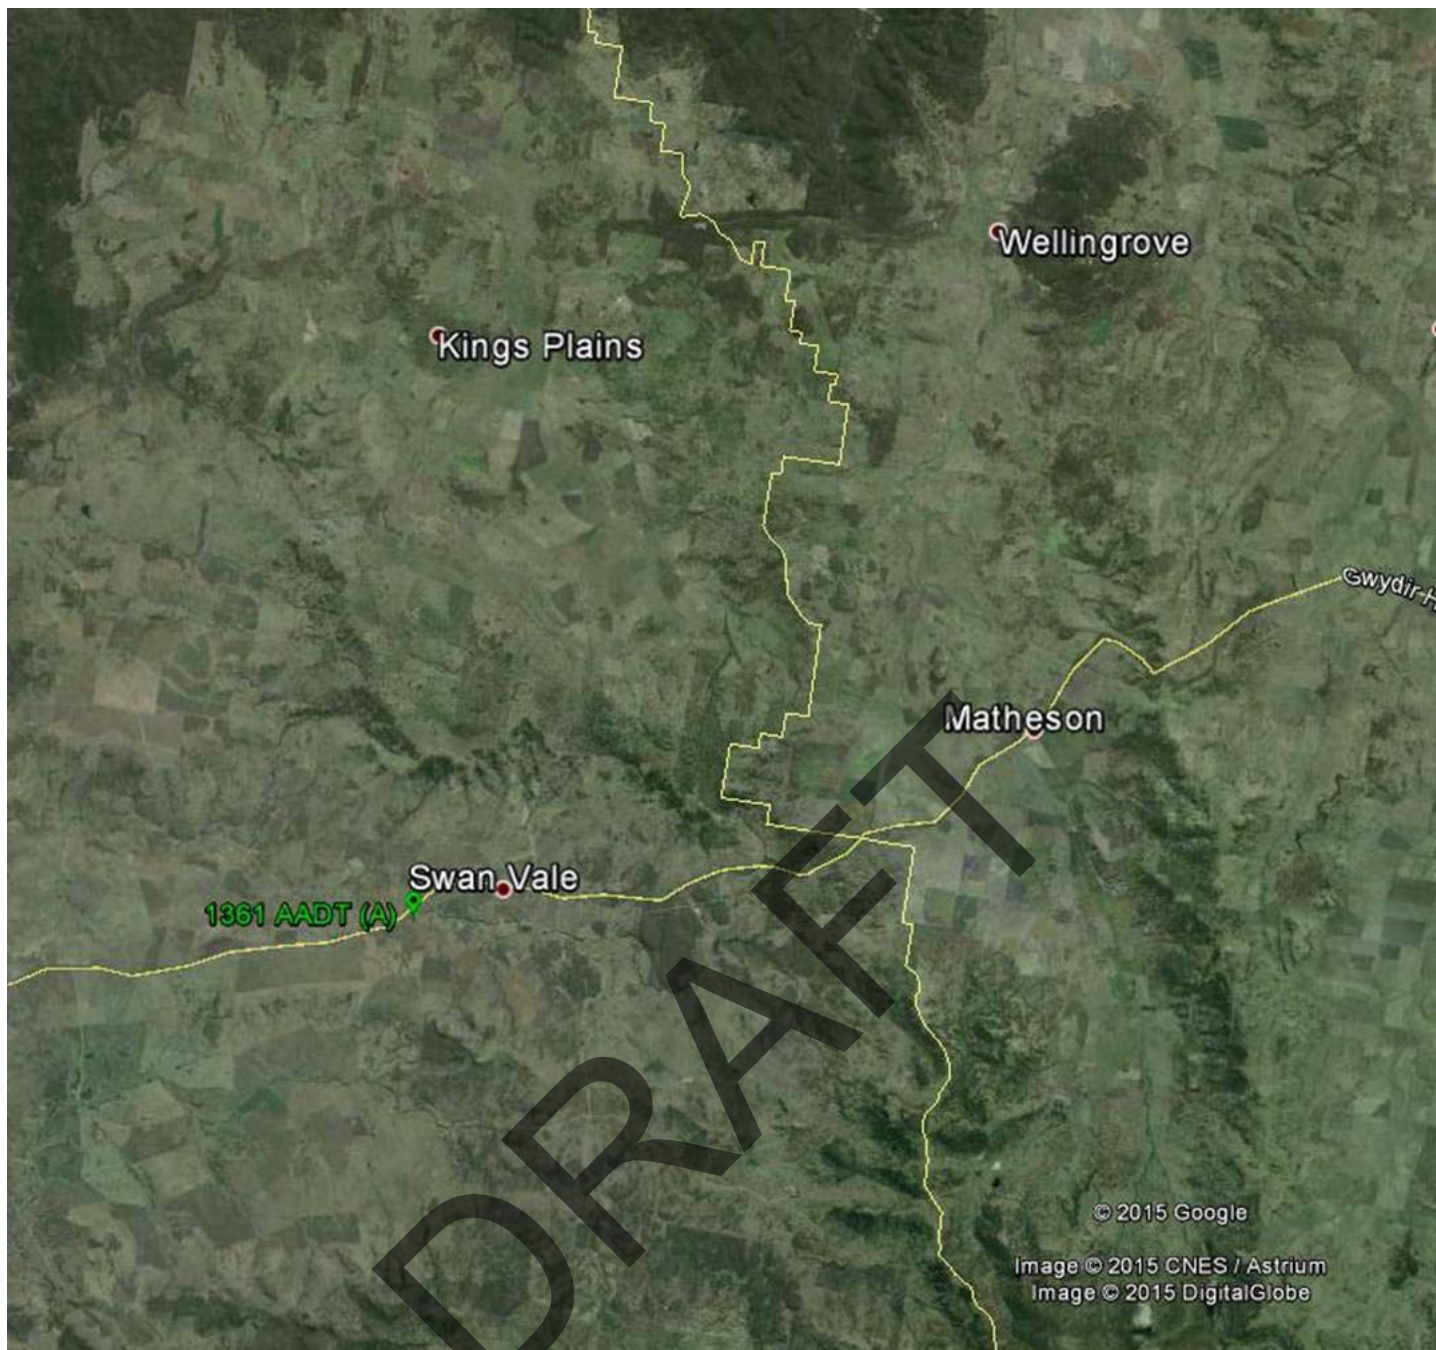 Wellingrove
Kings Plains
Gwydir H
Matheson
Swan Vale
1361 AADT (A)
DRAFT
© 2015 Google
Image © 2015 CNES / Astrium
Image © 2015 DigitalGlobe